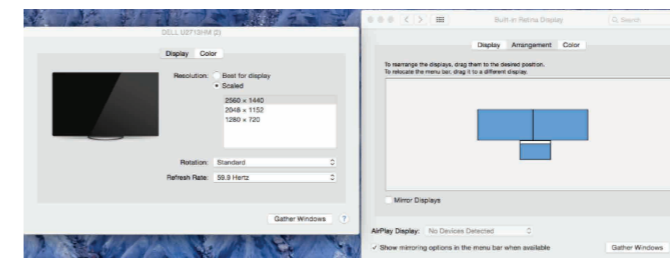 DELL U2713HM (2)
Display Color
Resolution: Best for display
Scaled
2560 × 1440
2048 × 1152
1280 × 720
Rotation: Standard
Refresh Rate: 59.9 Hertz
Gather Windows ?
Built-in Retina Display
Search
Display Arrangement Color
To rearrange the displays, drag them to the desired position.
To relocate the menu bar, drag it to a different display.
Mirror Displays
AirPlay Display: No Devices Detected
Show mirroring options in the menu bar when available
Gather Windows